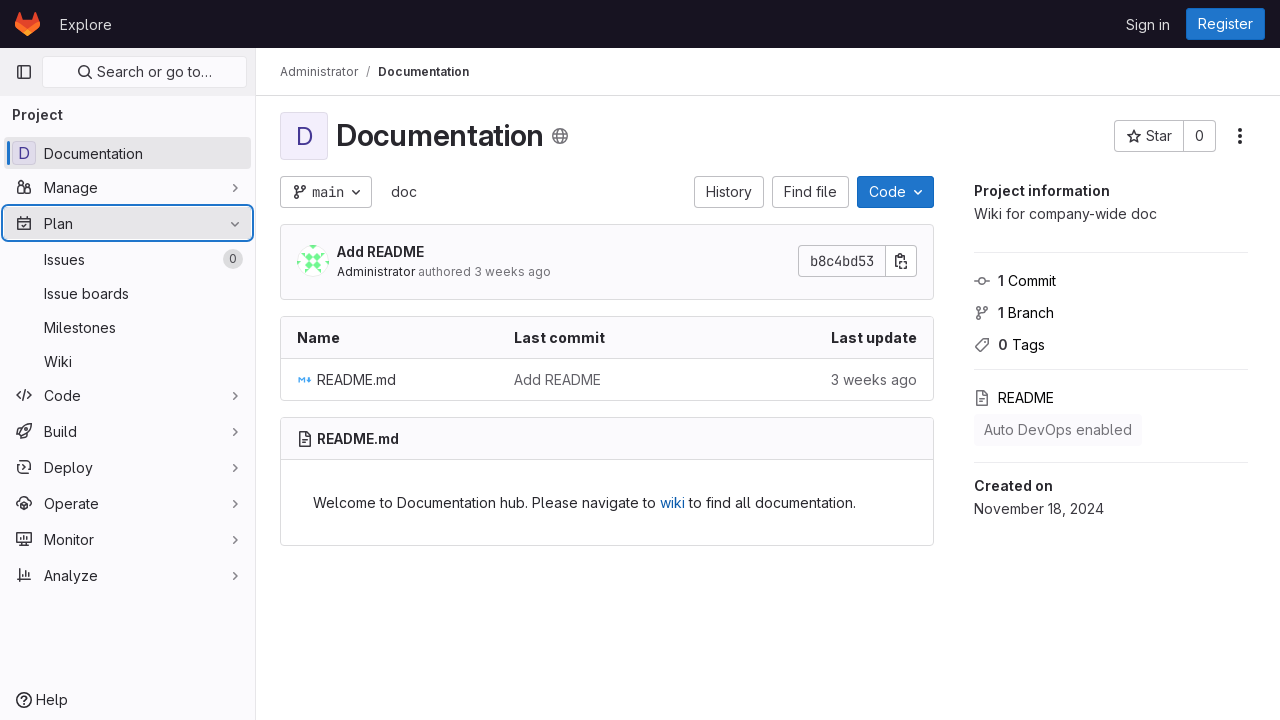 Explore
Sign in
Register
Search or go to…
Administrator / Documentation
Project
D Documentation
Manage
Plan
Issues 0
Issue boards
Milestones
Wiki
Code
Build
Deploy
Operate
Monitor
Analyze
Help
D Documentation
Star 0
main
doc
History
Find file
Code
Add README
Administrator authored 3 weeks ago
b8c4bd53
Name Last commit Last update
README.md Add README 3 weeks ago
README.md
Welcome to Documentation hub. Please navigate to wiki to find all documentation.
Project information
Wiki for company-wide doc
1 Commit
1 Branch
0 Tags
README
Auto DevOps enabled
Created on
November 18, 2024